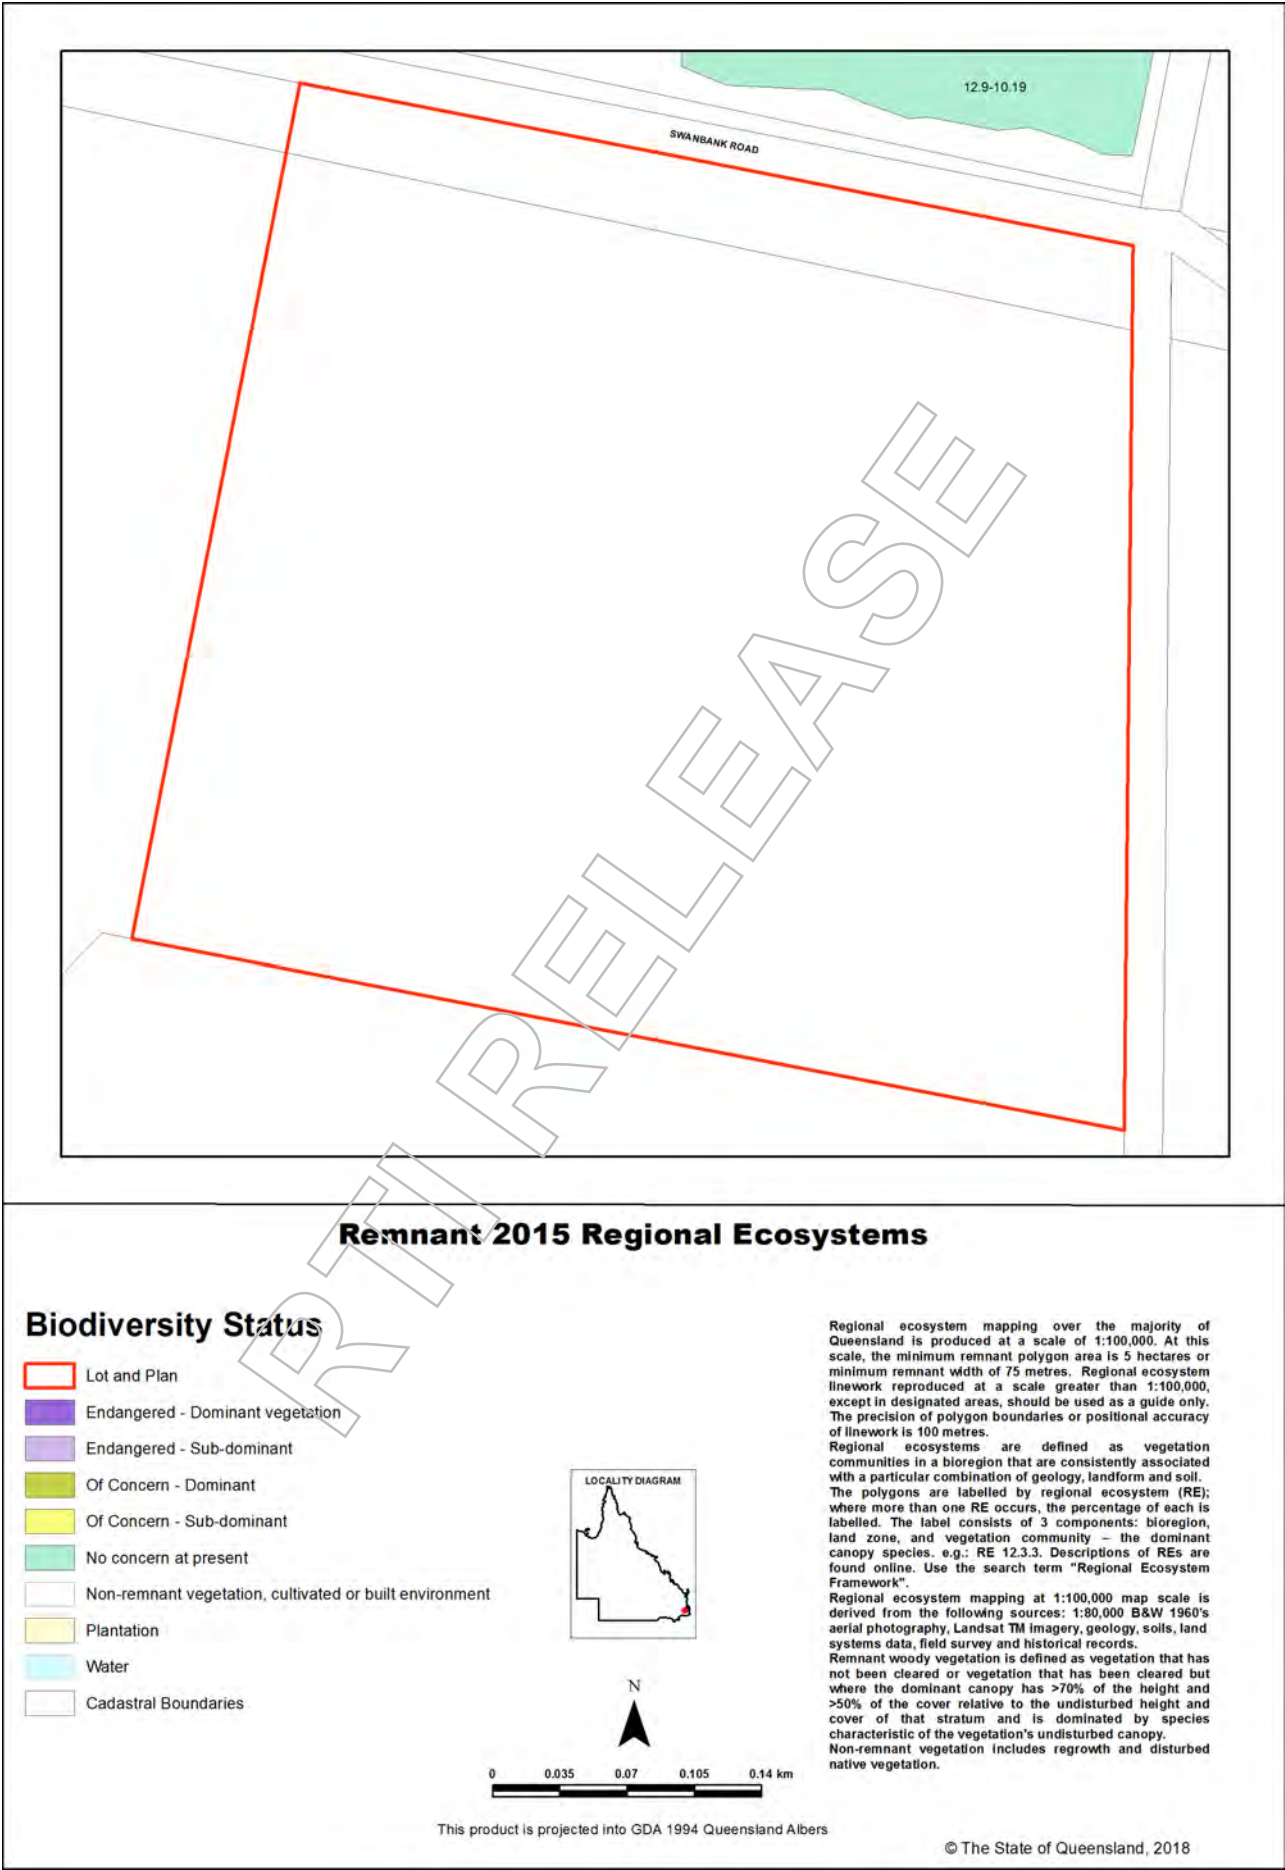 12.9-10.19
SWANBANK ROAD
RTI RELEASE
Remnant 2015 Regional Ecosystems
Biodiversity Status
Lot and Plan
Endangered - Dominant vegetation
Endangered - Sub-dominant
Of Concern - Dominant
Of Concern - Sub-dominant
No concern at present
Non-remnant vegetation, cultivated or built environment
Plantation
Water
Cadastral Boundaries
LOCALITY DIAGRAM
N
0 0.035 0.07 0.105 0.14 km
This product is projected into GDA 1994 Queensland Albers
Regional ecosystem mapping over the majority of
Queensland is produced at a scale of 1:100,000. At this
scale, the minimum remnant polygon area is 5 hectares or
minimum remnant width of 75 metres. Regional ecosystem
linework reproduced at a scale greater than 1:100,000,
except in designated areas, should be used as a guide only.
The precision of polygon boundaries or positional accuracy
of linework is 100 metres.
Regional ecosystems are defined as vegetation
communities in a bioregion that are consistently associated
with a particular combination of geology, landform and soil.
The polygons are labelled by regional ecosystem (RE);
where more than one RE occurs, the percentage of each is
labelled. The label consists of 3 components: bioregion,
land zone, and vegetation community – the dominant
canopy species. e.g.: RE 12.3.3. Descriptions of REs are
found online. Use the search term "Regional Ecosystem
Framework".
Regional ecosystem mapping at 1:100,000 map scale is
derived from the following sources: 1:80,000 B&W 1960's
aerial photography, Landsat TM imagery, geology, soils, land
systems data, field survey and historical records.
Remnant woody vegetation is defined as vegetation that has
not been cleared or vegetation that has been cleared but
where the dominant canopy has >70% of the height and
>50% of the cover relative to the undisturbed height and
cover of that stratum and is dominated by species
characteristic of the vegetation's undisturbed canopy.
Non-remnant vegetation includes regrowth and disturbed
native vegetation.
© The State of Queensland, 2018